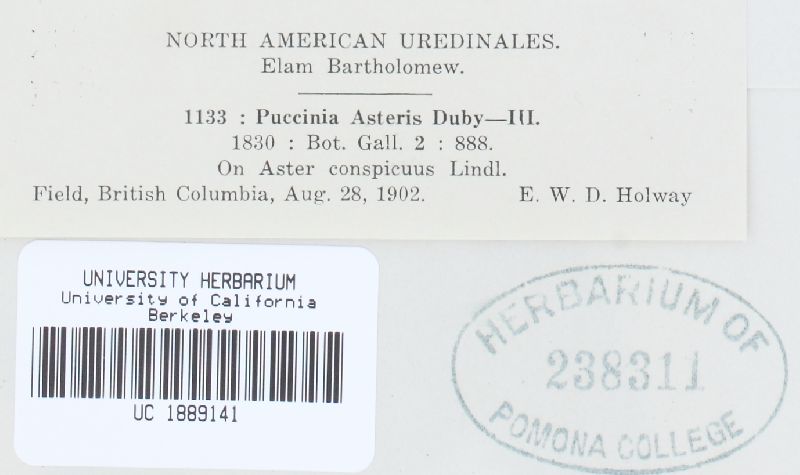 NORTH AMERICAN UREDINALES.
Elam Bartholomew.
1133 : Puccinia Asteris Duby—III.
1830 : Bot. Gall. 2 : 888.
On Aster conspicuus Lindl.
Field, British Columbia, Aug. 28, 1902. E. W. D. Holway
UNIVERSITY HERBARIUM
University of California
Berkeley
UC 1889141
HERBARIUM OF
238311
POMONA COLLEGE